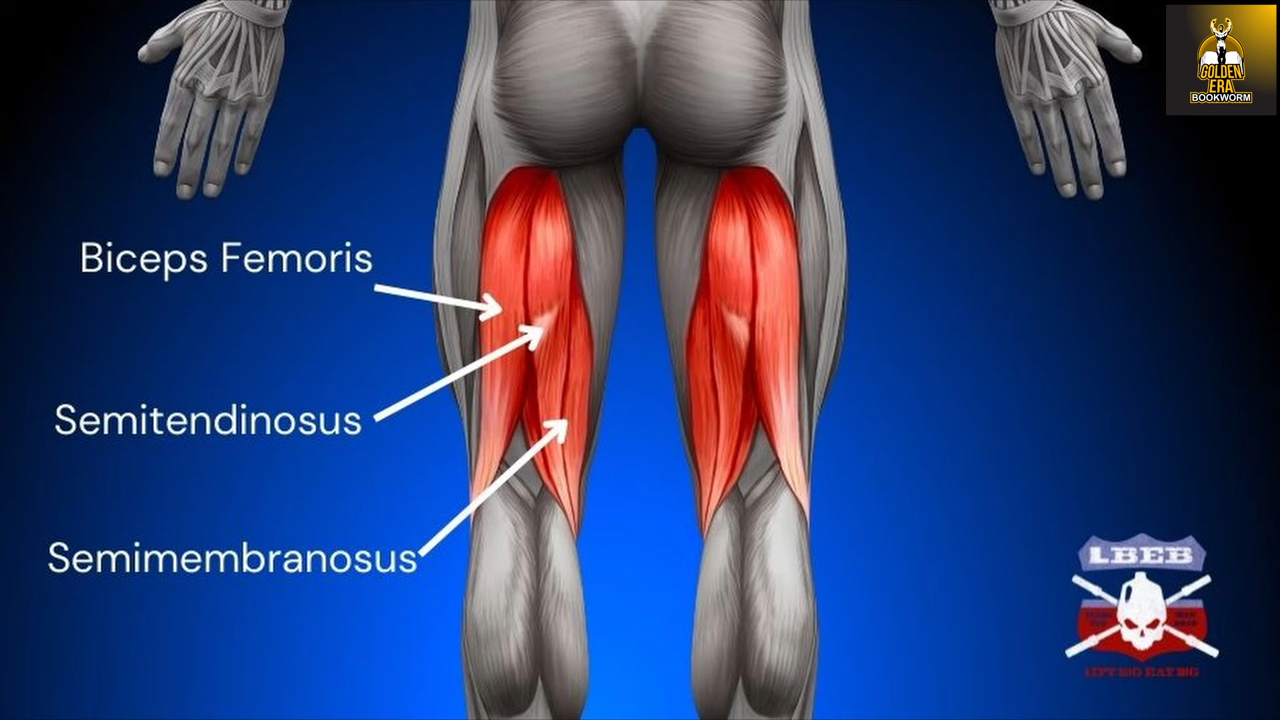 GOLDEN
ERA
BOOKWORM
Biceps Femoris
Semitendinosus
Semimembranosus
LBEB
LIFT BIG EAT BIG